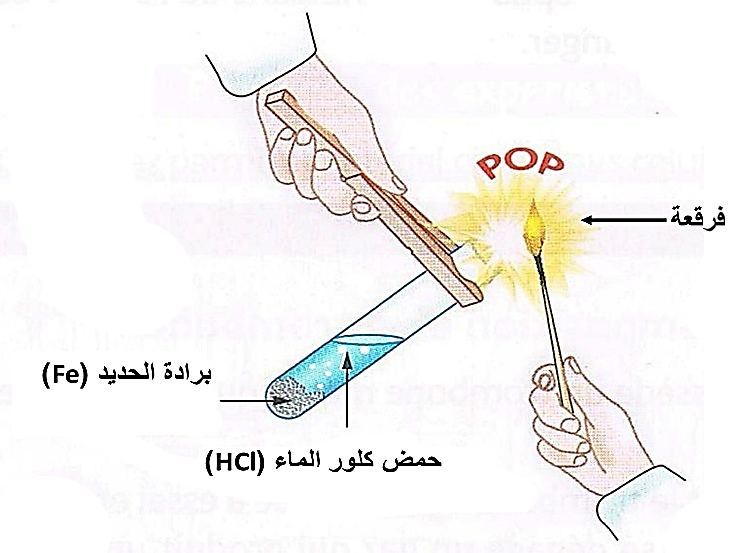 POP
فرقعة
برادة الحديد (Fe)
حمض كلور الماء (HCl)